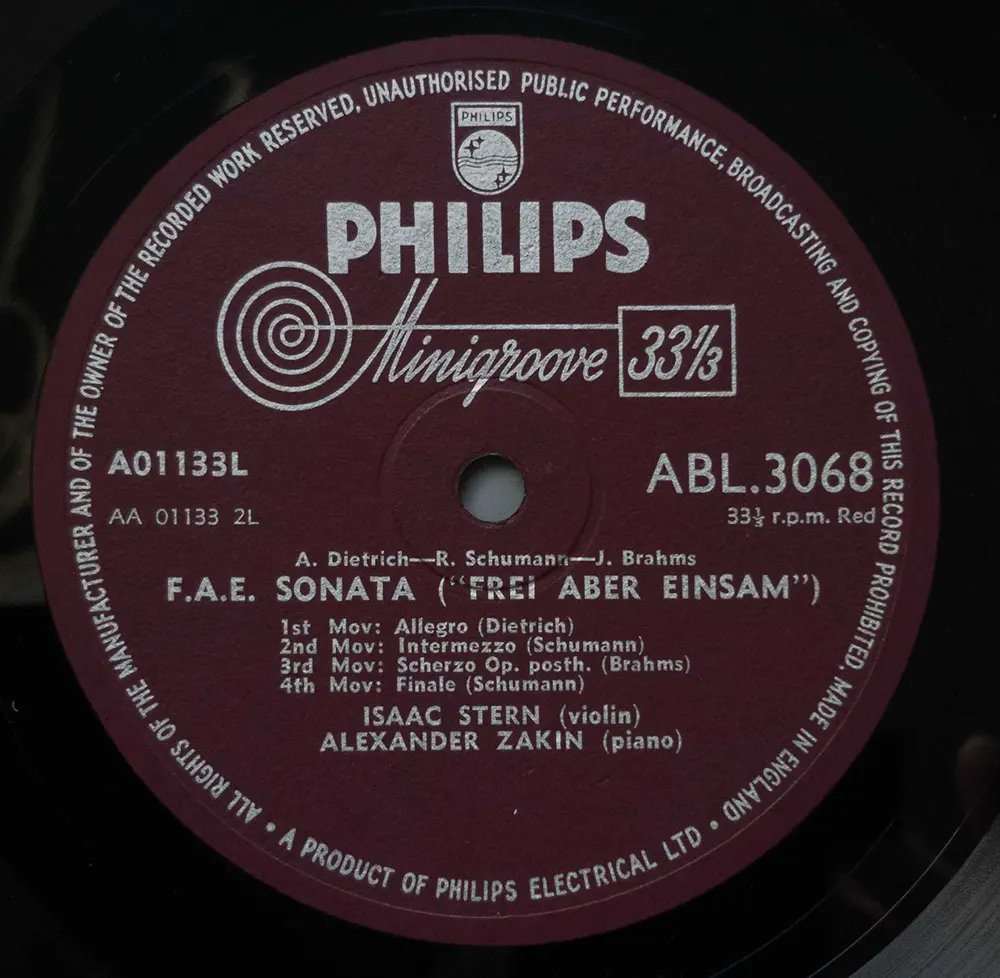 PHILIPS
PHILIPS
Minigroove 33⅓
A01133L
ABL.3068
AA 01133 2L
33⅓ r.p.m. Red
A. Dietrich—R. Schumann—J. Brahms
F.A.E. SONATA ("FREI ABER EINSAM")
1st Mov: Allegro (Dietrich)
2nd Mov: Intermezzo (Schumann)
3rd Mov: Scherzo Op. posth. (Brahms)
4th Mov: Finale (Schumann)
ISAAC STERN (violin)
ALEXANDER ZAKIN (piano)
ALL RIGHTS OF THE MANUFACTURER AND OF THE OWNER OF THE RECORDED WORK RESERVED, UNAUTHORISED PUBLIC PERFORMANCE, BROADCASTING AND COPYING OF THIS RECORD PROHIBITED. MADE IN ENGLAND
• A PRODUCT OF PHILIPS ELECTRICAL LTD •